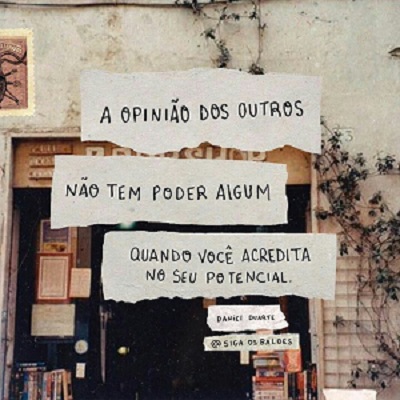 A OPINIÃO DOS OUTROS
NÃO TEM PODER ALGUM
QUANDO VOCÊ ACREDITA
NO SEU POTENCIAL.
DANIEL DUARTE
@SIGA OS BALÕES